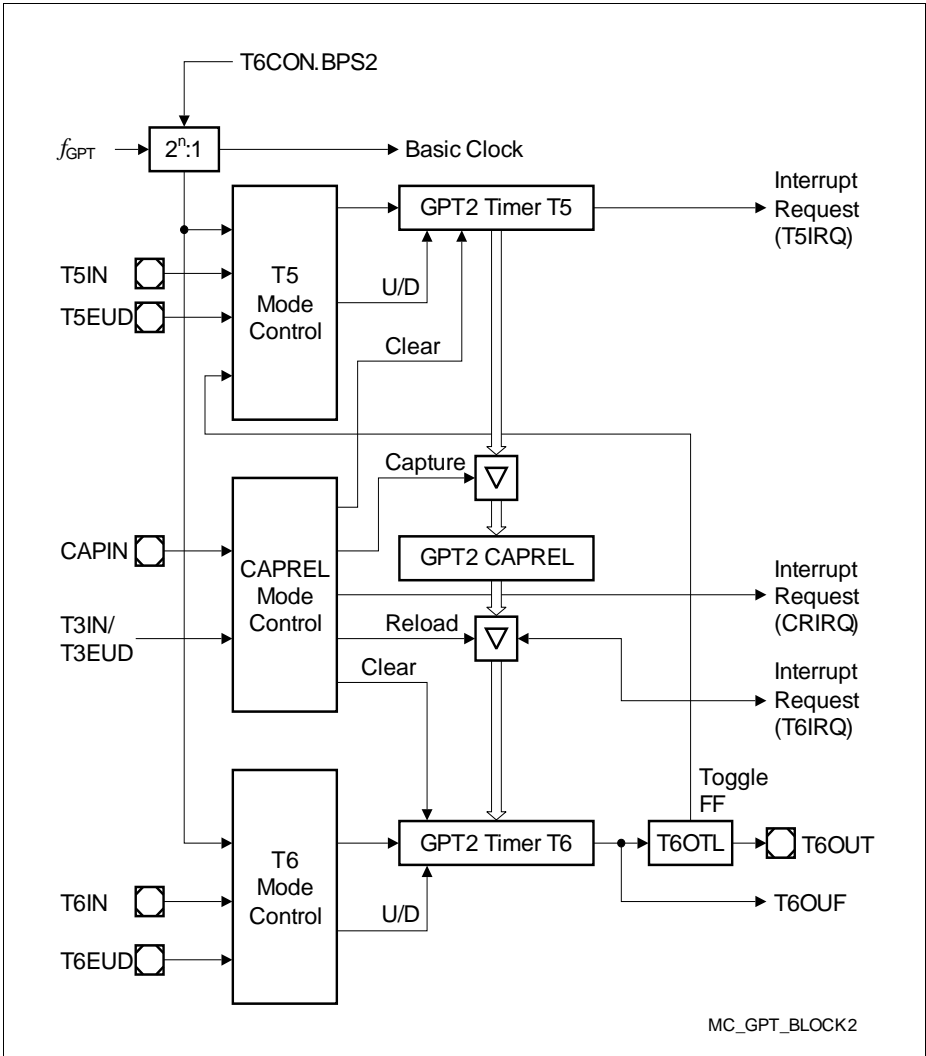 T6CON.BPS2
fGPT
2n:1
Basic Clock
GPT2 Timer T5
Interrupt
Request
(T5IRQ)
T5IN
T5
Mode
Control
U/D
T5EUD
Clear
Capture
CAPIN
CAPREL
Mode
Control
GPT2 CAPREL
Interrupt
Request
(CRIRQ)
T3IN/
T3EUD
Reload
Clear
Interrupt
Request
(T6IRQ)
Toggle
FF
GPT2 Timer T6
T6OTL
T6OUT
T6
Mode
Control
T6IN
U/D
T6OUF
T6EUD
MC_GPT_BLOCK2